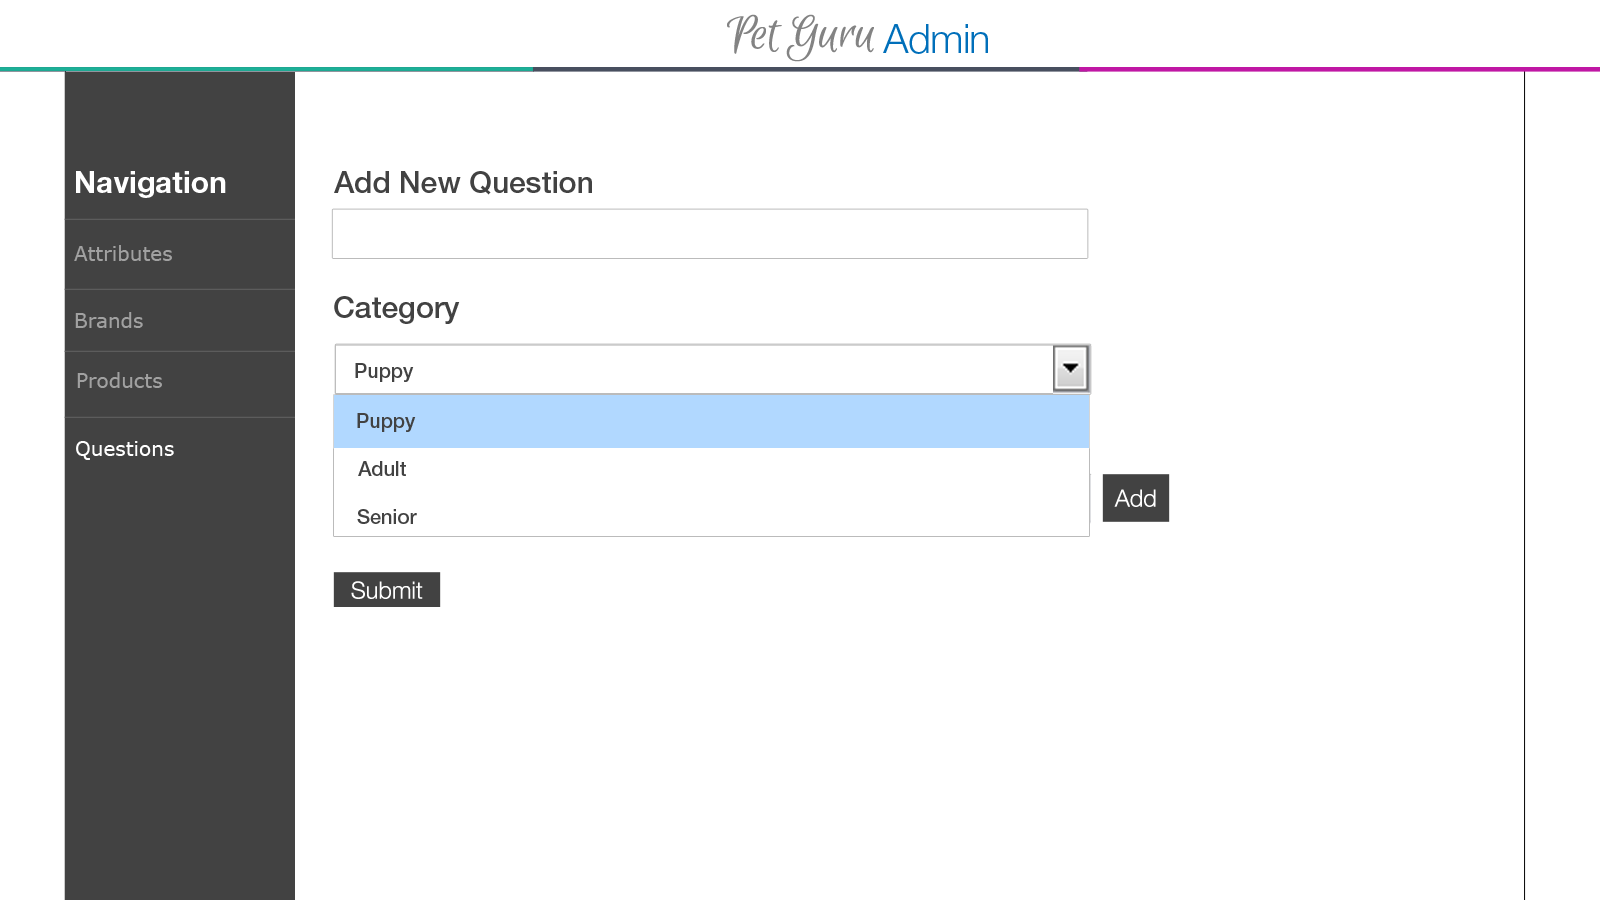 Pet Guru Admin
Navigation
Attributes
Brands
Products
Questions
Add New Question
Category
Puppy
Puppy
Adult
Senior
Add
Submit